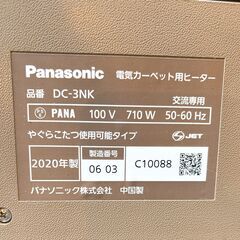 Panasonic 電気カーペット用ヒーター
品番 DC-3NK 交流専用
PANA 100 V 710 W 50-60 Hz
やぐらこたつ使用可能タイプ JET
2020年製 製造番号 06 03 C10088
パナソニック株式会社 中国製